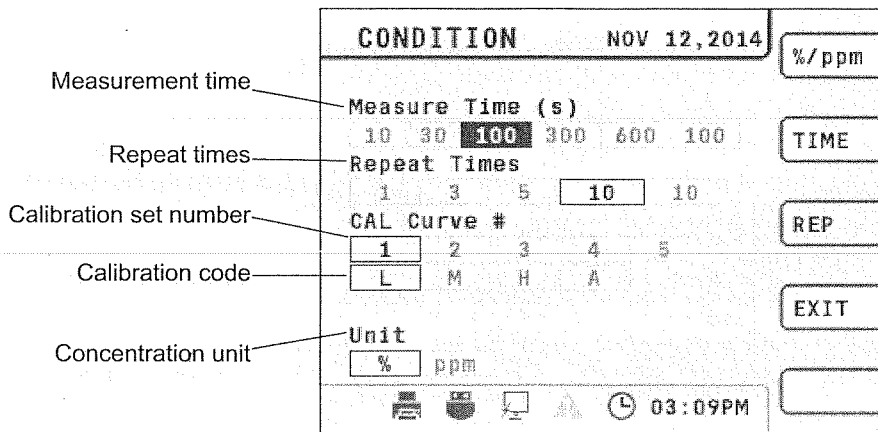 CONDITION NOV 12,2014
%/ppm
Measurement time
Measure Time (s)
10 30 100 300 600 100
TIME
Repeat times
Repeat Times
1 3 5 10 10
Calibration set number
CAL Curve #
REP
1 2 3 4 5
Calibration code
L M H A
EXIT
Unit
Concentration unit
% ppm
03:09PM